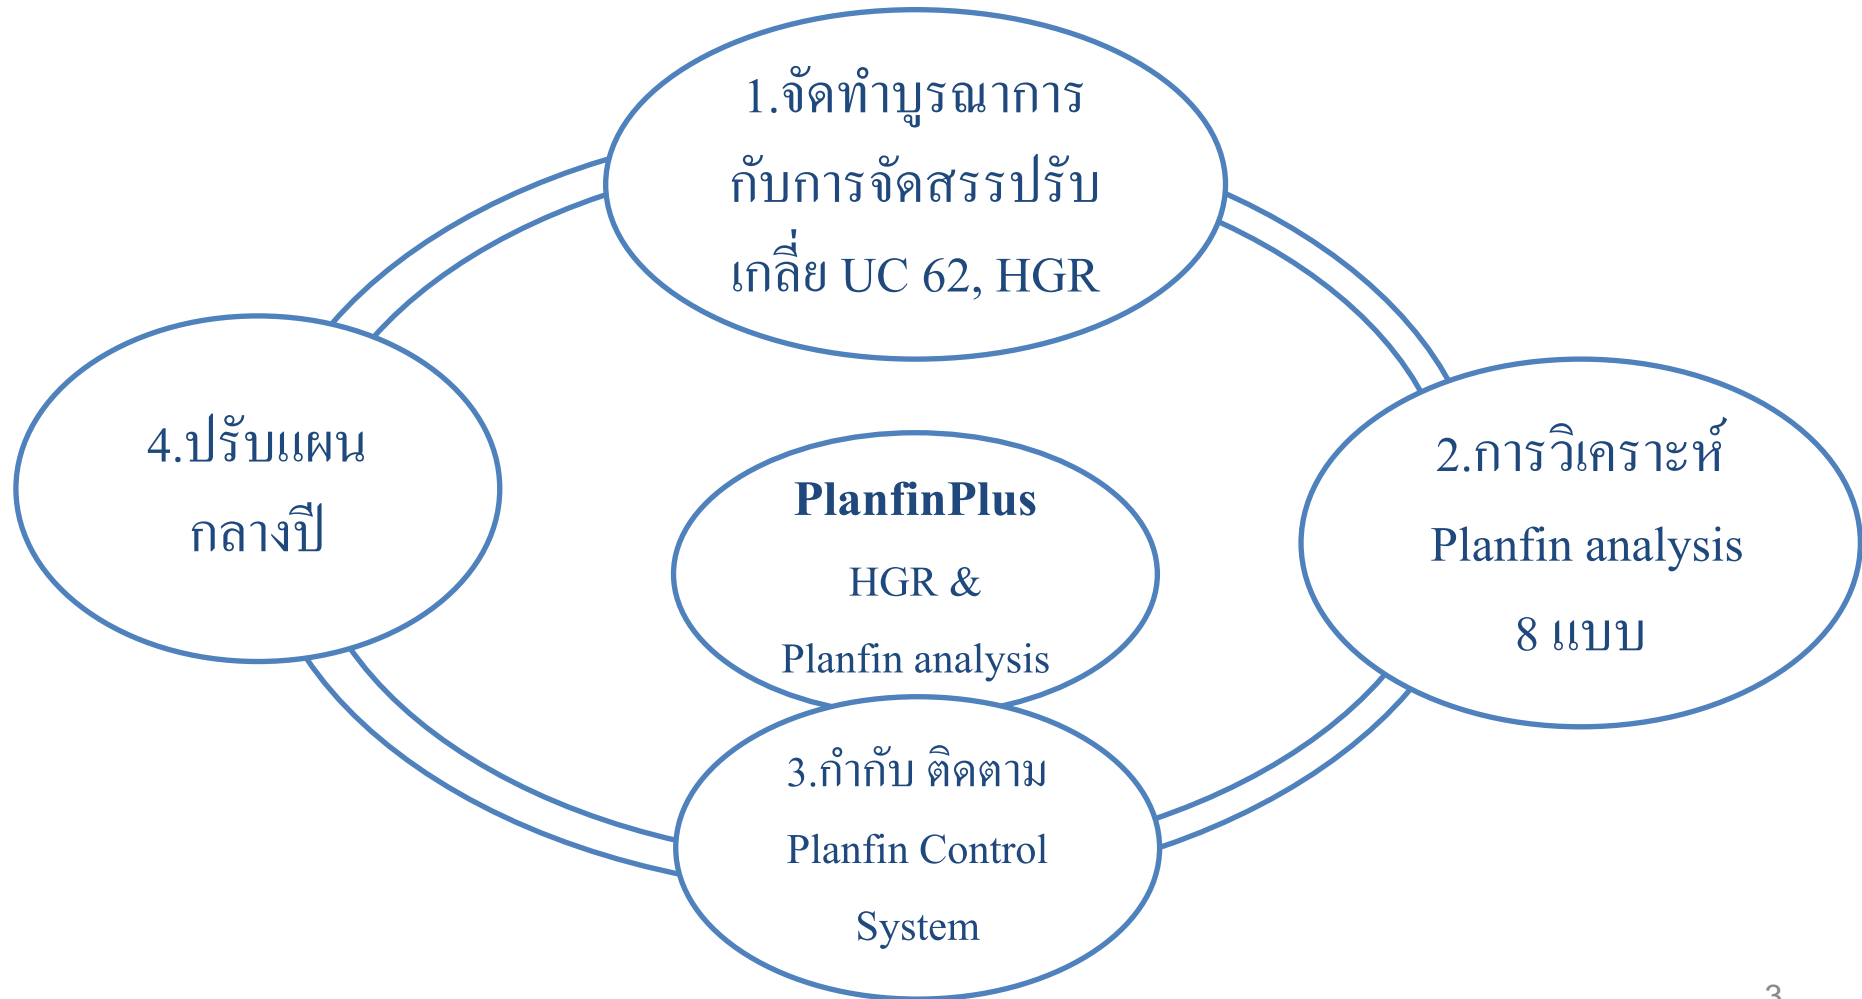 1.จัดทำบูรณาการ
กับการจัดสรรปรับ
เกลี่ย UC 62, HGR
2.การวิเคราะห์
Planfin analysis
8 แบบ
3.กำกับ ติดตาม
Planfin Control
System
4.ปรับแผน
กลางปี
PlanfinPlus
HGR &
Planfin analysis
3